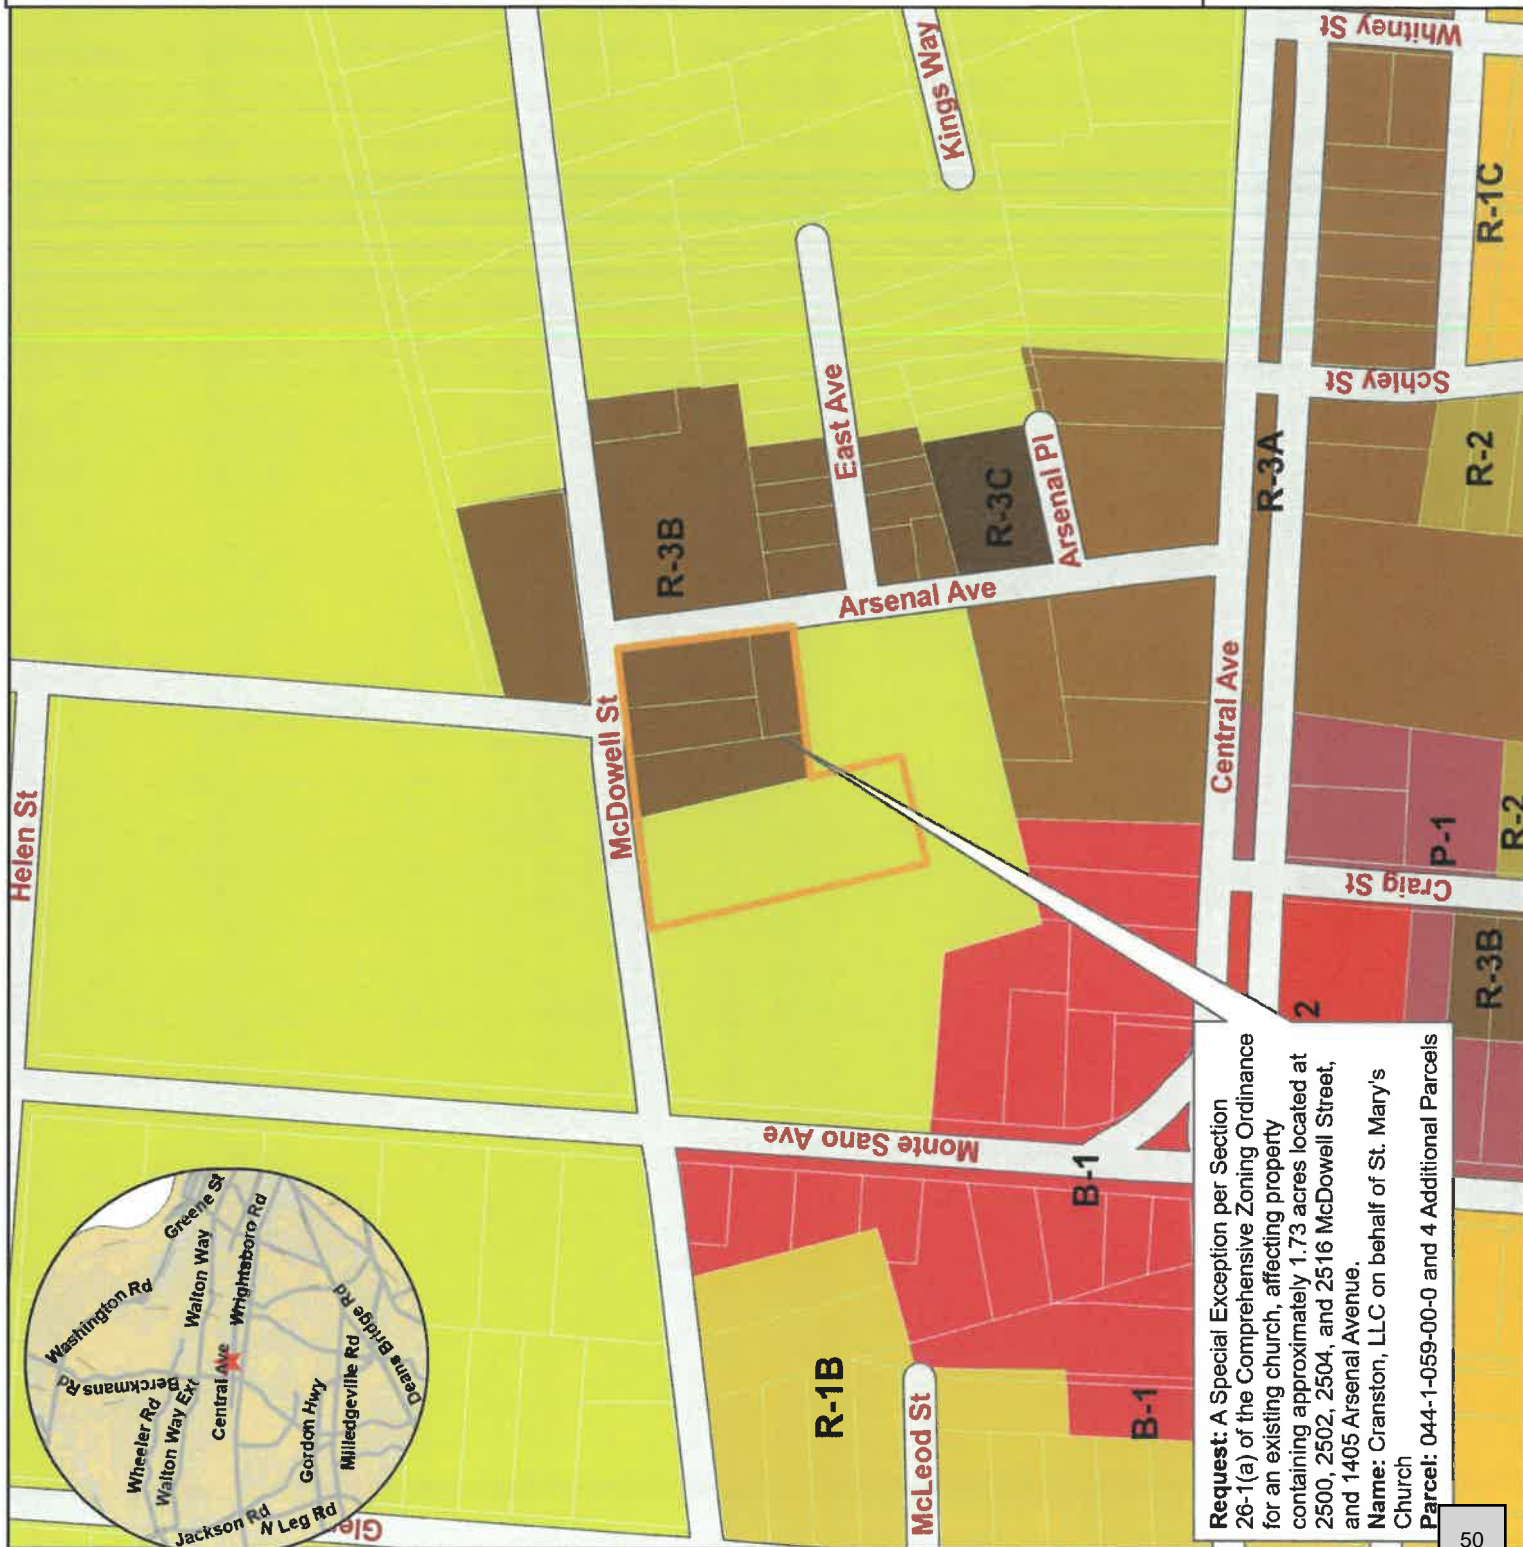 Whitney St
Kings Way
R-1C
Schley St
East Ave
R-3A
R-2
R-3C
Arsenal Pl
R-3B
Arsenal Ave
McDowell St
Central Ave
Helen St
P-1
R-2
Craig St
R-3B
2
Monte Sano Ave
B-1
R-1B
B-1
McLeod St
Greene St
Washington Rd
Walton Way
Wrightsboro Rd
Berckmans Rd
Central Ave
Deans Bridge Rd
Wheeler Rd
Walton Way Ext
Gordon Hwy
Milledgeville Rd
Jackson Rd
N Leg Rd
Request: A Special Exception per Section
26-1(a) of the Comprehensive Zoning Ordinance
for an existing church, affecting property
containing approximately 1.73 acres located at
2500, 2502, 2504, and 2516 McDowell Street,
and 1405 Arsenal Avenue.
Name: Cranston, LLC on behalf of St. Mary's
Church
Parcel: 044-1-059-00-0 and 4 Additional Parcels
50